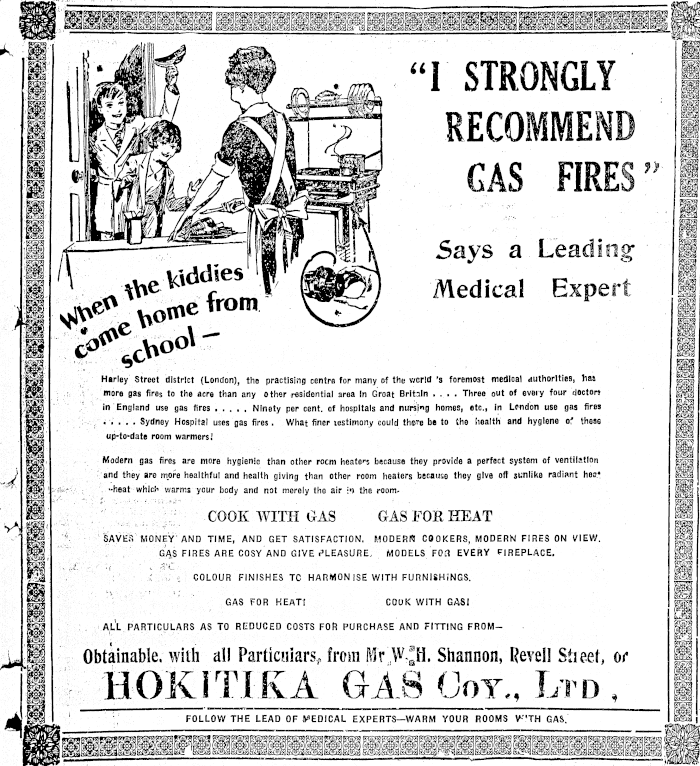 "I STRONGLY
RECOMMEND
GAS FIRES"
Says a Leading
Medical Expert
When the kiddies
come home from
school —
Harley Street district (London), the practising centre for many of the world 's foremost medical authorities, has
more gas fires to the acre than any other residential area in Great Britain . . . . Three out of every four doctors
in England use gas fires . . . . . Ninety per cent. of hospitals and nursing homes, etc., in London use gas fires
. . . . . Sydney Hospital uses gas fires. What finer testimony could there be to the health and hygiene of these
up-to-date room warmers!
Modern gas fires are more hygienic than other room heaters because they provide a perfect system of ventilation
and they are more healthful and health giving than other room heaters because they give off sunlike radiant heat
-heat which warms your body and not merely the air in the room.
COOK WITH GAS GAS FOR HEAT
SAVES MONEY AND TIME, AND GET SATISFACTION. MODERN COOKERS, MODERN FIRES ON VIEW.
GAS FIRES ARE COSY AND GIVE PLEASURE. MODELS FOR EVERY FIREPLACE.
COLOUR FINISHES TO HARMONISE WITH FURNISHINGS.
GAS FOR HEAT! COOK WITH GAS!
ALL PARTICULARS AS TO REDUCED COSTS FOR PURCHASE AND FITTING FROM—
Obtainable, with all Particulars, from Mr W. H. Shannon, Revell Street, or
HOKITIKA GAS COY., LTD.,
FOLLOW THE LEAD OF MEDICAL EXPERTS—WARM YOUR ROOMS WITH GAS.